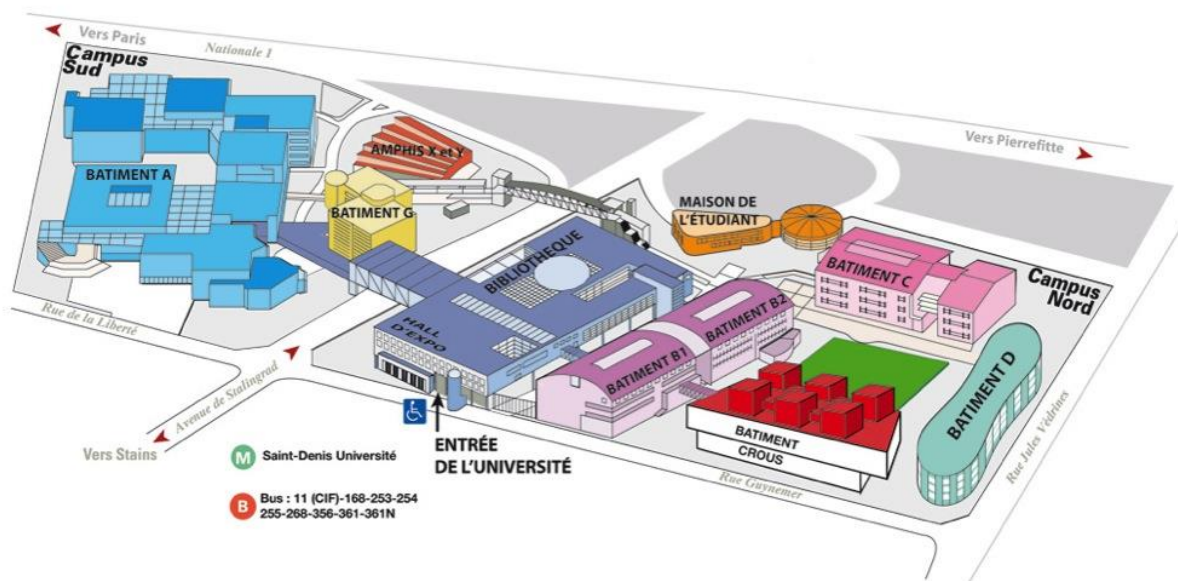 Vers Paris
Nationale 1
Campus
Sud
Vers Pierrefitte
AMPHIS X et Y
BATIMENT A
BATIMENT G
MAISON DE
L'ÉTUDIANT
BIBLIOTHEQUE
BATIMENT C
Campus
Nord
HALL
D'EXPO
BATIMENT B2
BATIMENT B1
BATIMENT D
Rue de la Liberté
Avenue de Stalingrad
Vers Stains
BATIMENT
CROUS
ENTRÉE
DE L'UNIVERSITÉ
Rue Guynemer
Rue Jules Védrines
M Saint-Denis Université
B Bus : 11 (CIF)-168-253-254
255-268-356-361-361N